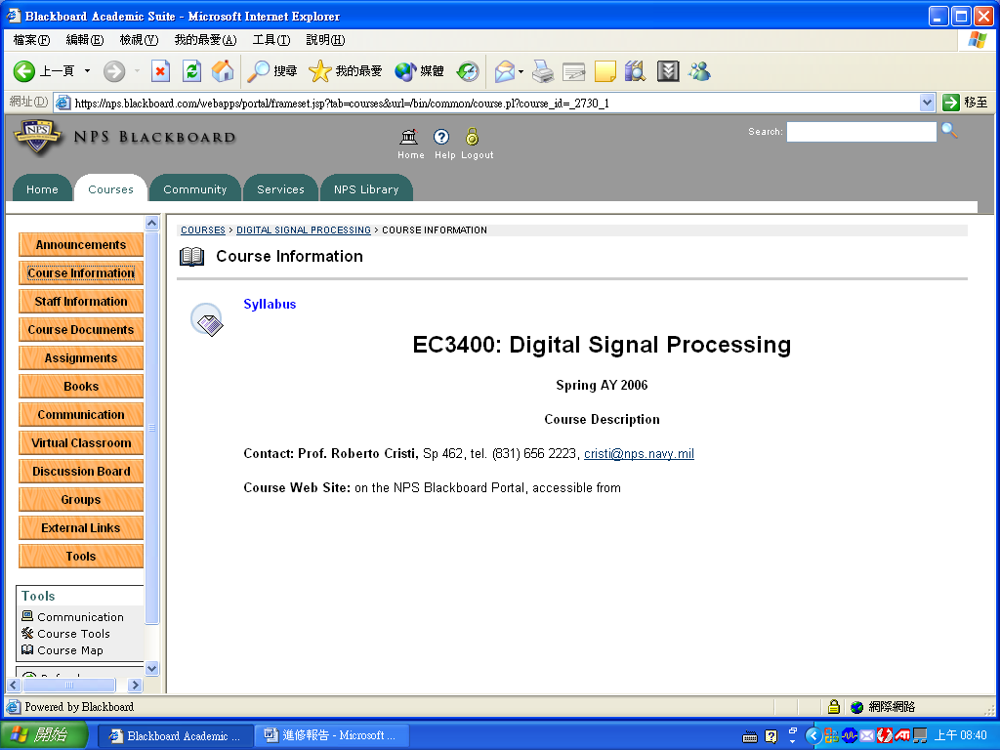 Blackboard Academic Suite - Microsoft Internet Explorer
檔案(F) 編輯(E) 檢視(V) 我的最愛(A) 工具(T) 說明(H)
上一頁 搜尋 我的最愛 媒體
網址(D) https://nps.blackboard.com/webapps/portal/frameset.jsp?tab=courses&url=/bin/common/course.pl?course_id=_2730_1 移至
NPS NPS BLACKBOARD
Search:
Home Help Logout
Home Courses Community Services NPS Library
COURSES > DIGITAL SIGNAL PROCESSING > COURSE INFORMATION
Course Information
Announcements
Course Information
Staff Information
Course Documents
Assignments
Books
Communication
Virtual Classroom
Discussion Board
Groups
External Links
Tools
Tools
Communication
Course Tools
Course Map
Syllabus
EC3400: Digital Signal Processing
Spring AY 2006
Course Description
Contact: Prof. Roberto Cristi, Sp 462, tel. (831) 656 2223, cristi@nps.navy.mil
Course Web Site: on the NPS Blackboard Portal, accessible from
Powered by Blackboard 網際網路
開始 Blackboard Academic ... 進修報告 - Microsoft ... 上午 08:40